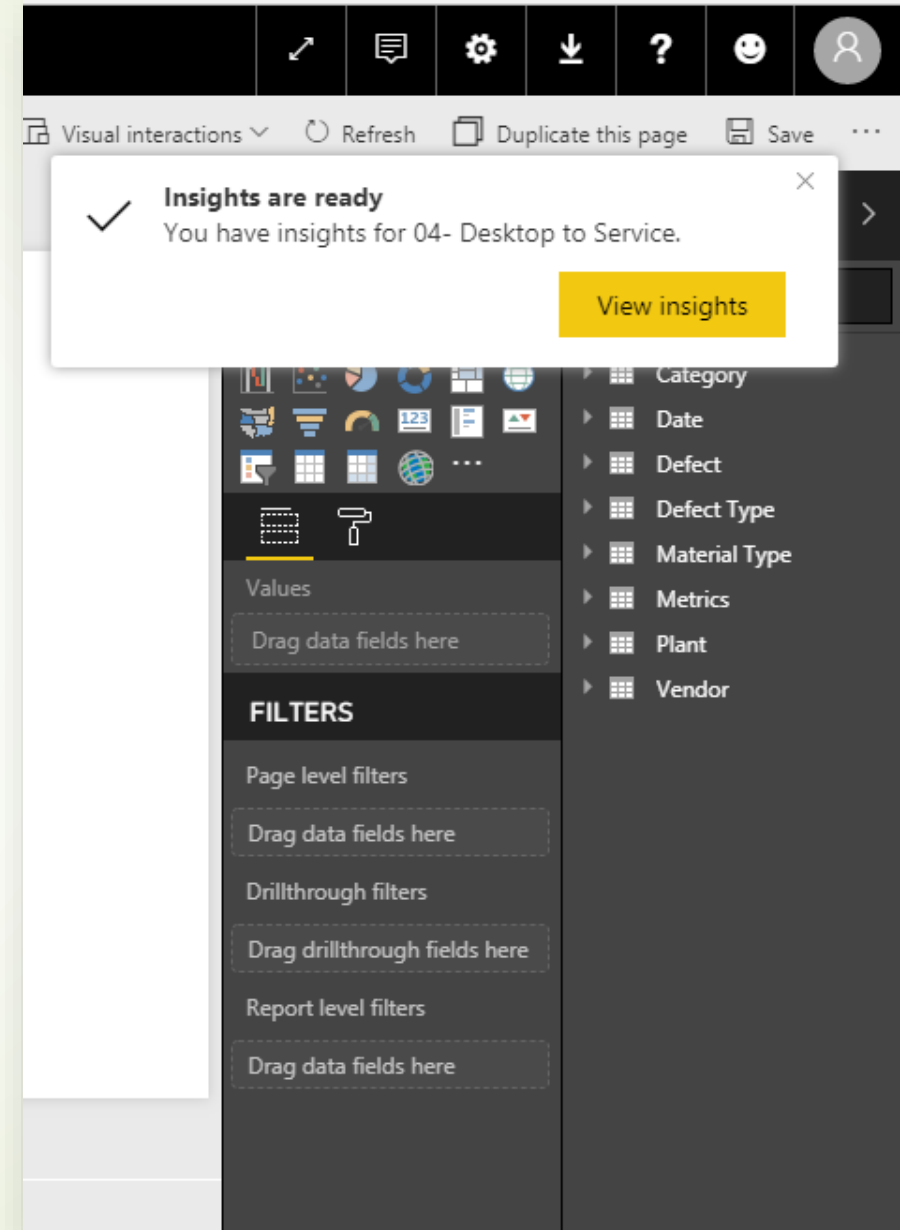 Visual interactions
Refresh
Duplicate this page
Save
Insights are ready
You have insights for 04- Desktop to Service.
View insights
123
Values
Drag data fields here
FILTERS
Page level filters
Drag data fields here
Drillthrough filters
Drag drillthrough fields here
Report level filters
Drag data fields here
Category
Date
Defect
Defect Type
Material Type
Metrics
Plant
Vendor